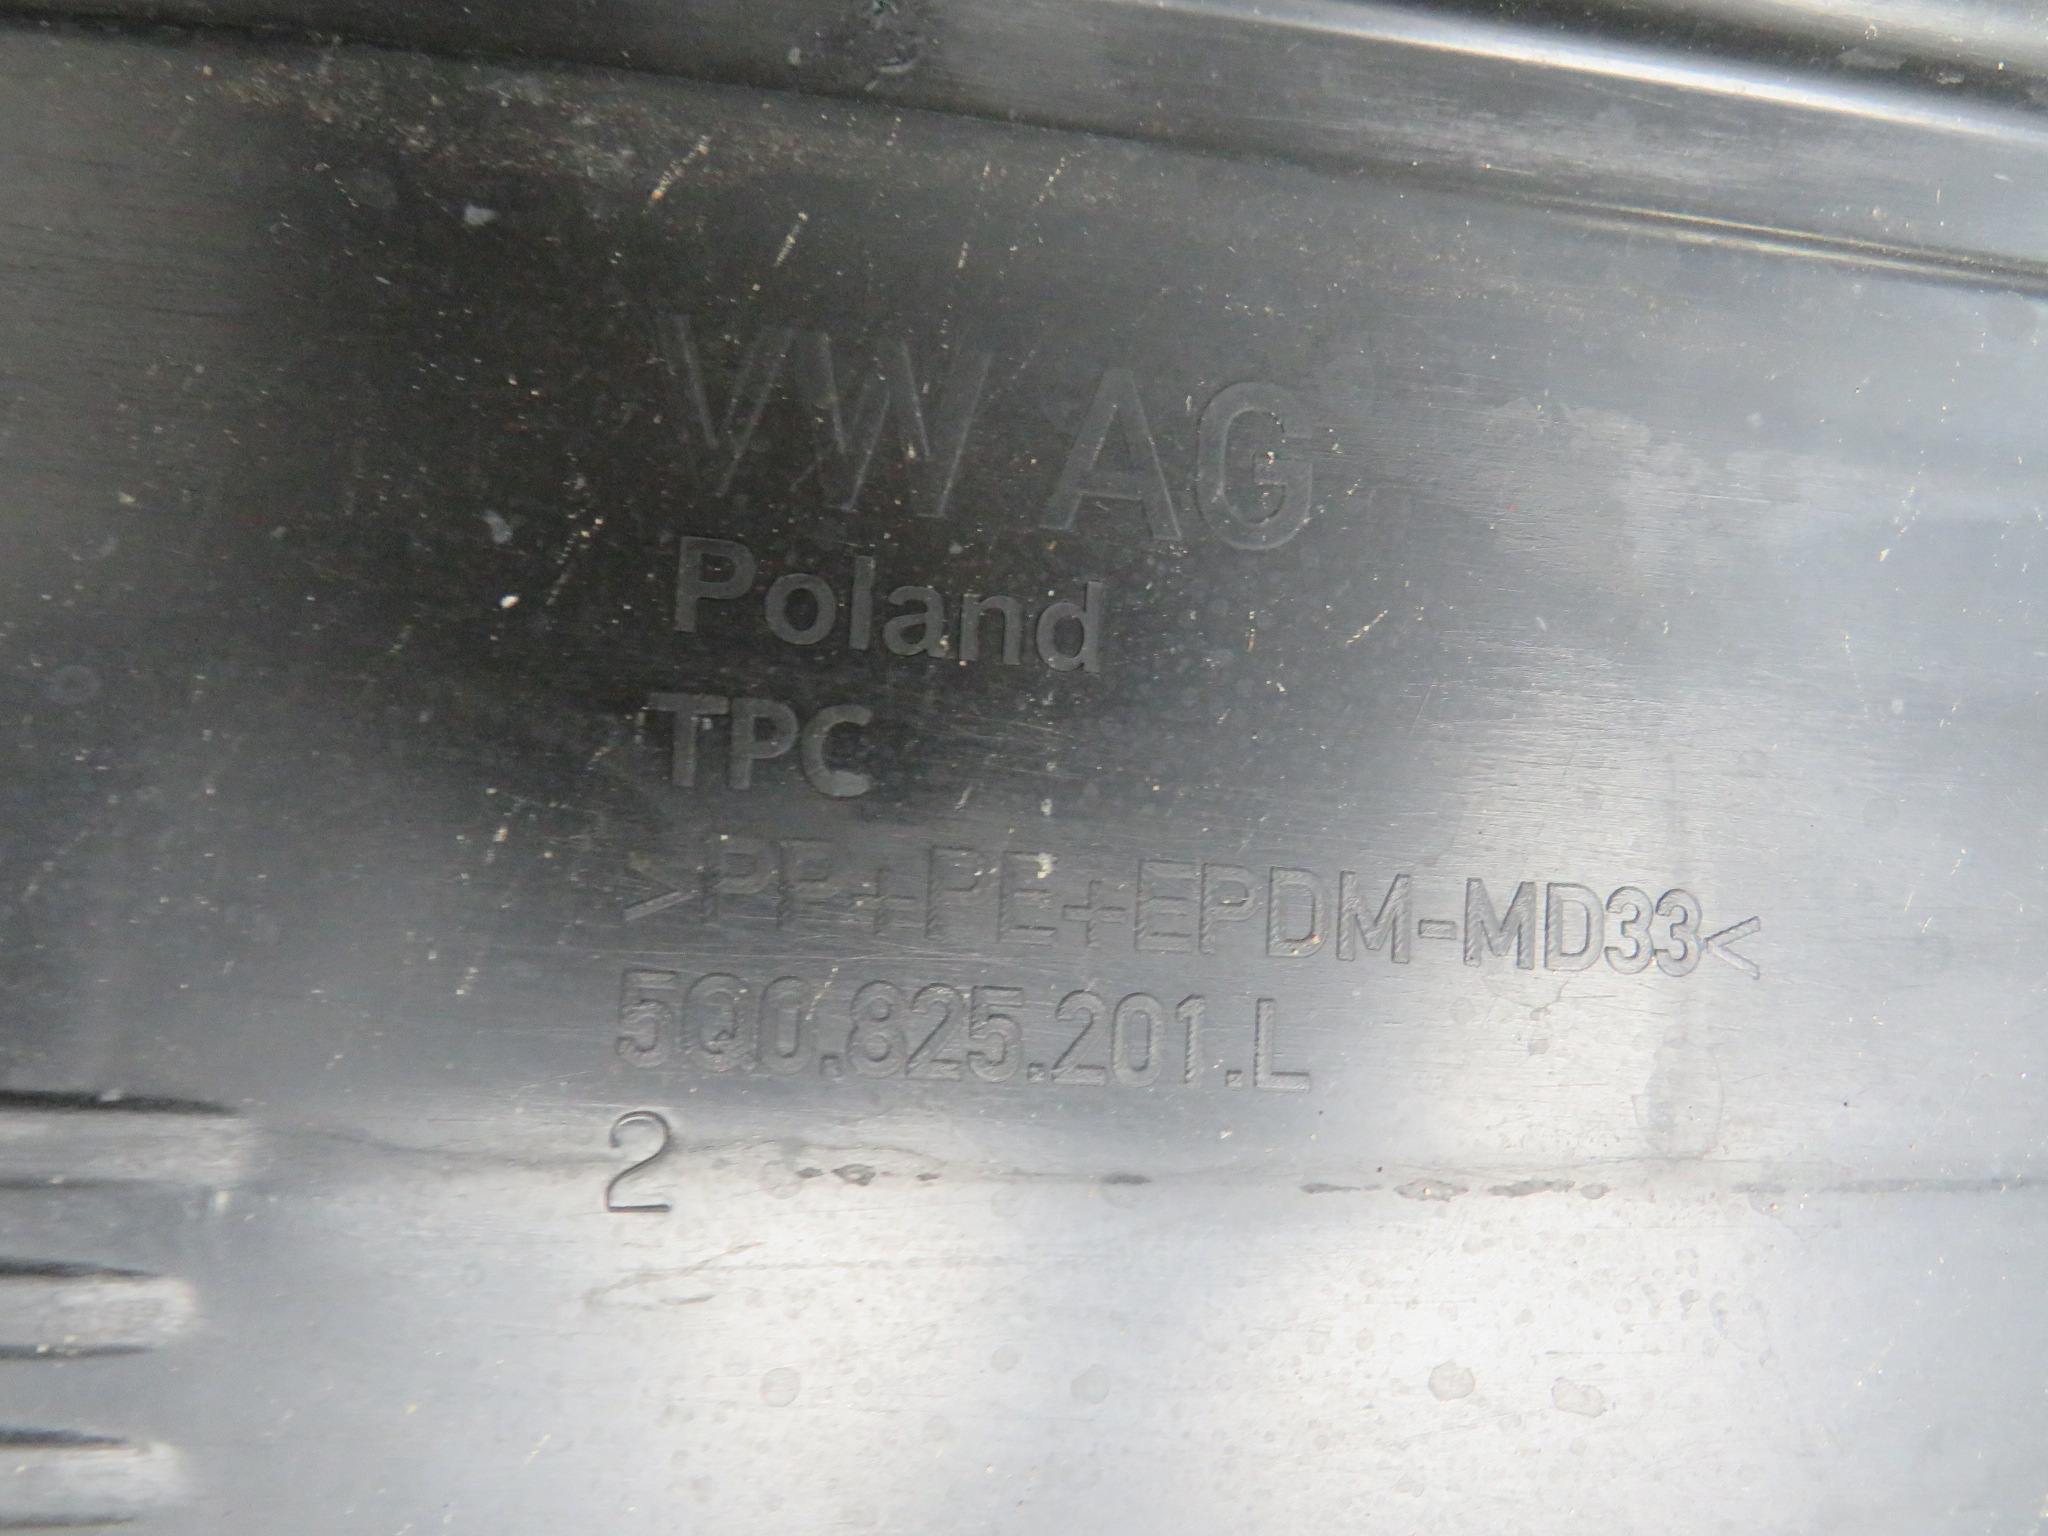 VW AG
Poland
TPC
>PP+PE+EPDM-MD33<
5Q0.825.201.L
2